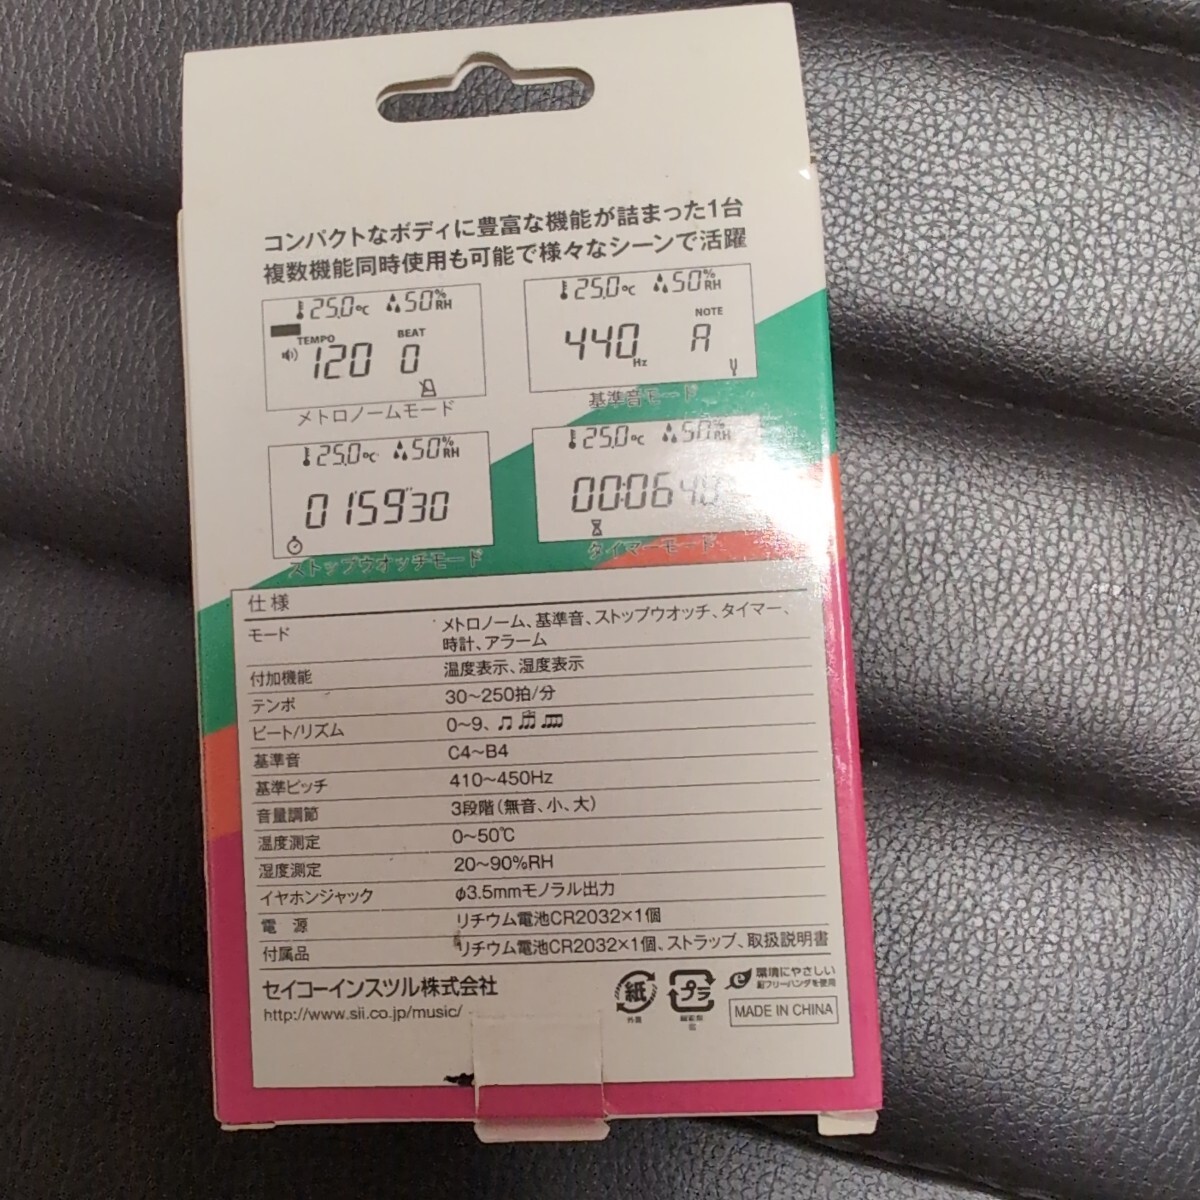 コンパクトなボディに豊富な機能が詰まった1台
複数機能同時使用も可能で様々なシーンで活躍
25.0℃ 50%RH
TEMPO BEAT
120 0
メトロノームモード
25.0℃ 50%RH
NOTE
440Hz A
基準音モード
25.0℃ 50%RH
01'59"30
ストップウオッチモード
25.0℃ 50%RH
00:06'40
タイマーモード
仕様
モード メトロノーム、基準音、ストップウオッチ、タイマー、
時計、アラーム
付加機能 温度表示、湿度表示
テンポ 30〜250拍/分
ビート/リズム 0〜9、
基準音 C4〜B4
基準ピッチ 410〜450Hz
音量調節 3段階(無音、小、大)
温度測定 0〜50℃
湿度測定 20〜90%RH
イヤホンジャック φ3.5mmモノラル出力
電 源 リチウム電池CR2032×1個
付属品 リチウム電池CR2032×1個、ストラップ、取扱説明書
セイコーインスツル株式会社
http://www.sii.co.jp/music/
紙
外箱
プラ
環境にやさしい
鉛フリーハンダを使用
MADE IN CHINA